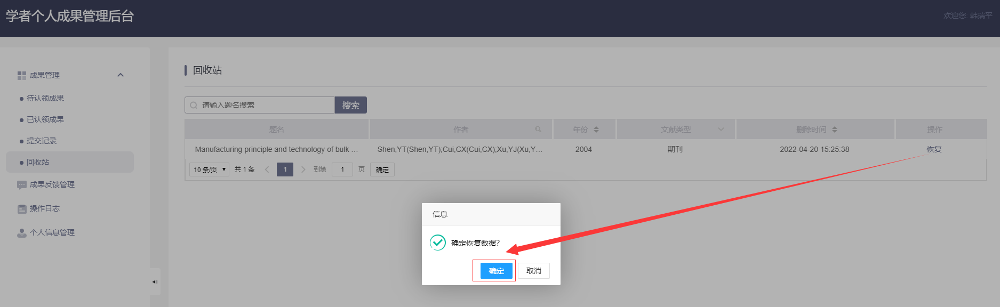 学者个人成果管理后台
欢迎您: 韩瑞平
成果管理
待认领成果
已认领成果
提交记录
回收站
成果反馈管理
操作日志
个人信息管理
回收站
请输入题名搜索 搜索
题名 作者 年份 文献类型 删除时间 操作
Manufacturing principle and technology of bulk ... Shen,YT(Shen,YT);Cui,CX(Cui,CX);Xu,YJ(Xu,Y... 2004 期刊 2022-04-20 15:25:38 恢复
10 条/页 共 1 条 1 到第 1 页 确定
信息
确定恢复数据?
确定 取消